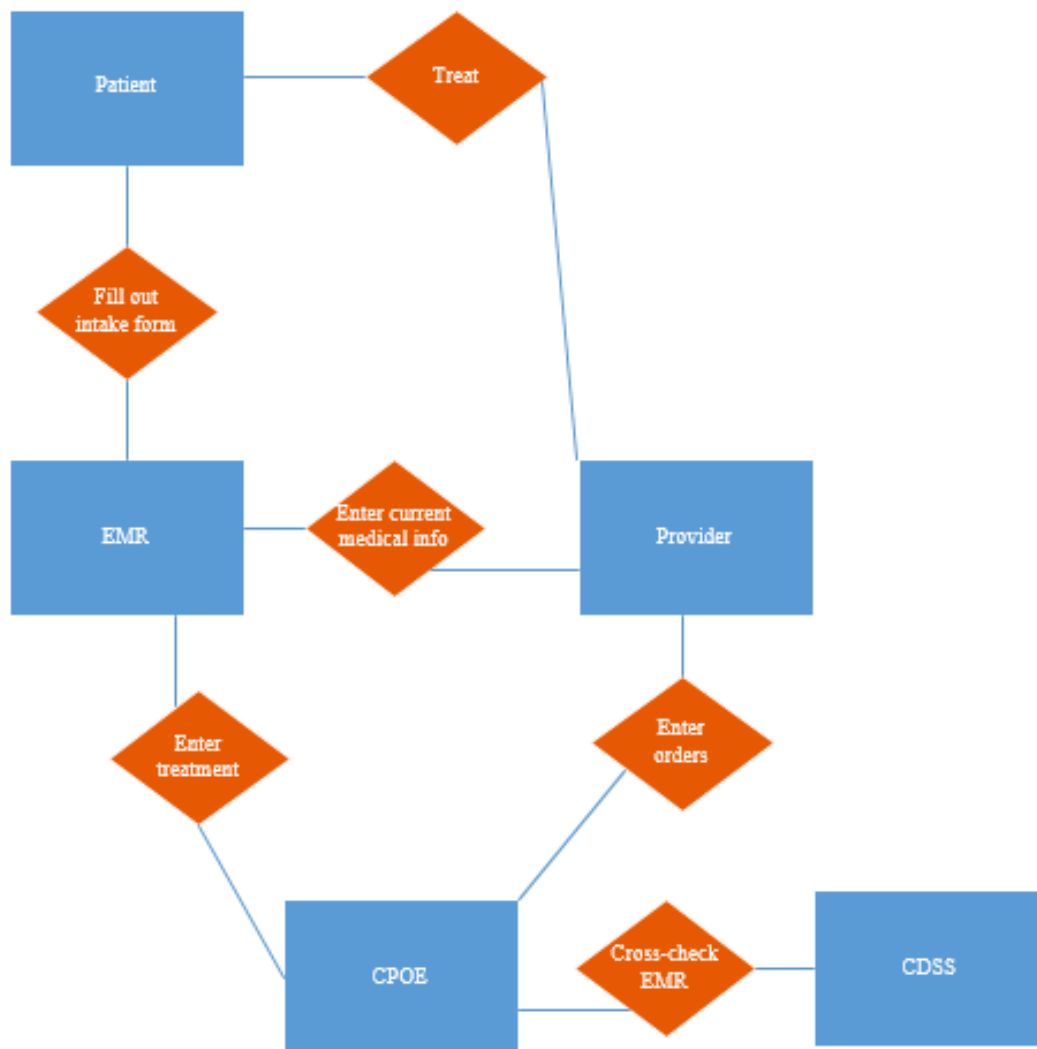 Patient
Treat
Fill out
intake form
EMR
Enter current
medical info
Provider
Enter
treatment
Enter
orders
CPOE
Cross-check
EMR
CDSS